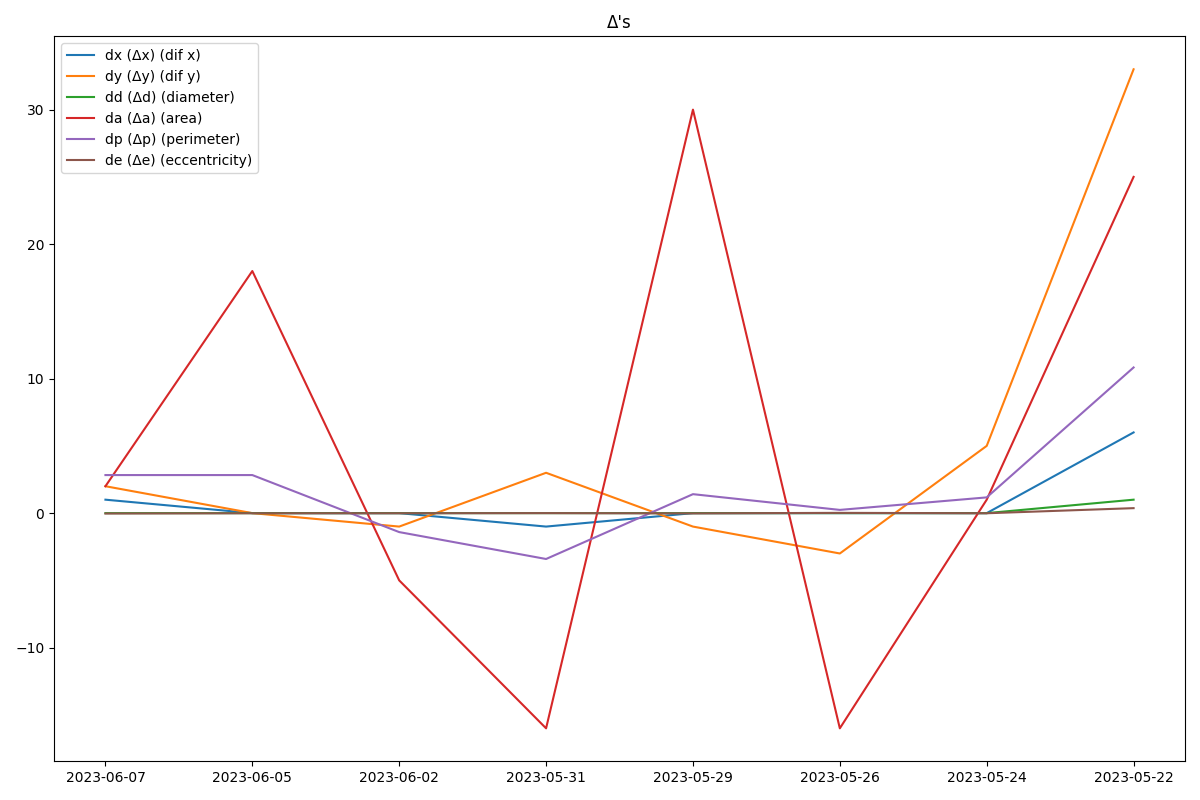 Δ's
dx (Δx) (dif x)
dy (Δy) (dif y)
dd (Δd) (diameter)
da (Δa) (area)
dp (Δp) (perimeter)
de (Δe) (eccentricity)
30
20
10
0
−10
2023-06-07 2023-06-05 2023-06-02 2023-05-31 2023-05-29 2023-05-26 2023-05-24 2023-05-22